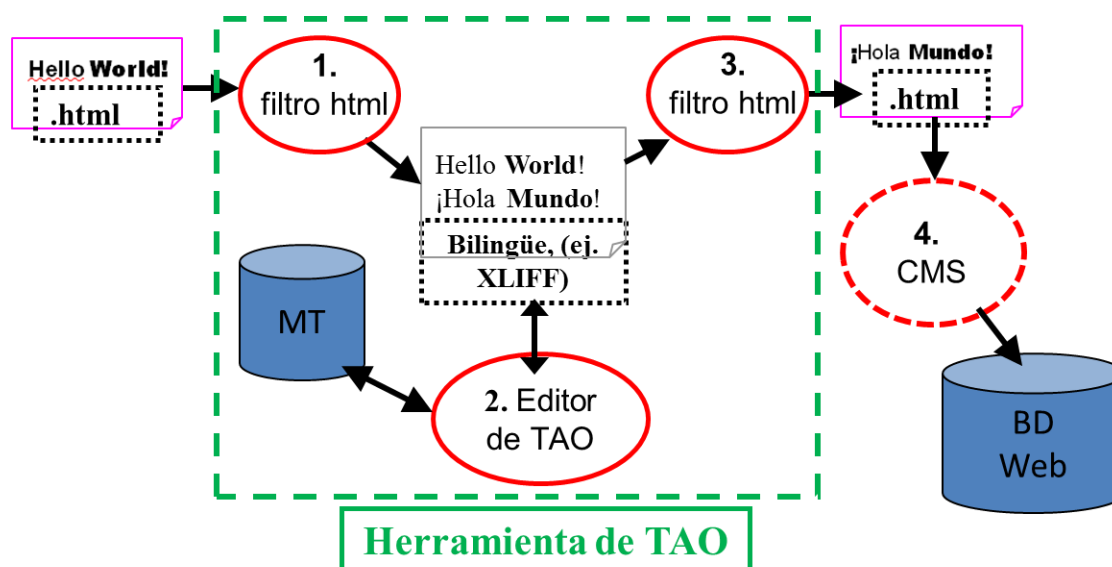 Hello World!
.html
1.
filtro html
3.
filtro html
¡Hola Mundo!
.html
Hello World!
¡Hola Mundo!
Bilingüe, (ej.
XLIFF)
MT
2. Editor
de TAO
4.
CMS
BD
Web
Herramienta de TAO